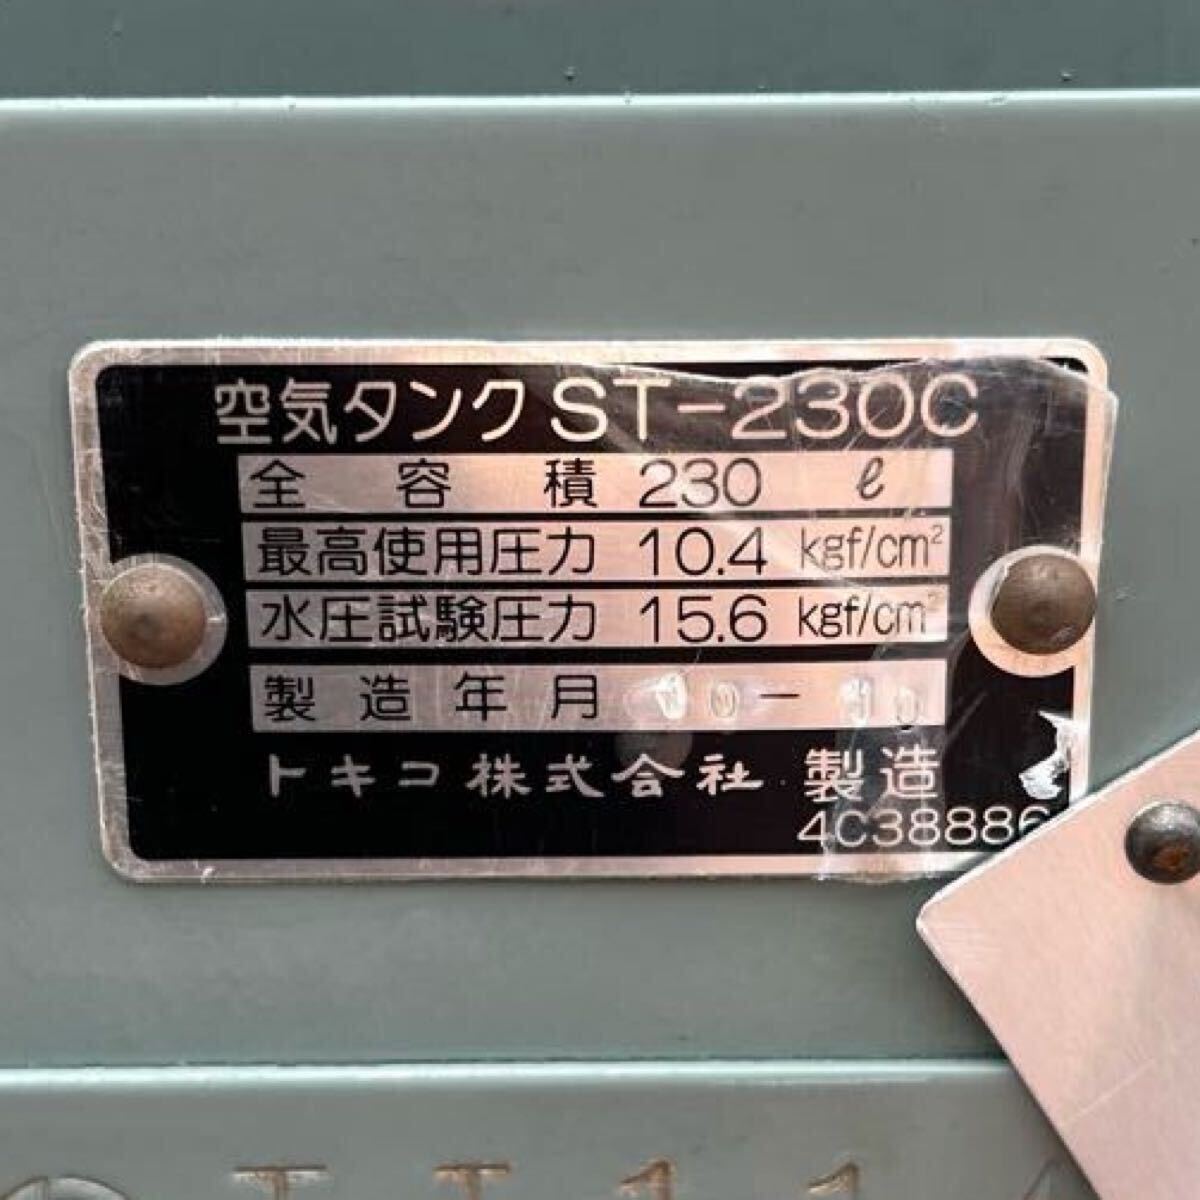 空気タンク ST-230C
全容積 230 ℓ
最高使用圧力 10.4 kgf/cm²
水圧試験圧力 15.6 kgf/cm²
製造年月 -
トキコ株式会社 製造
4C38886